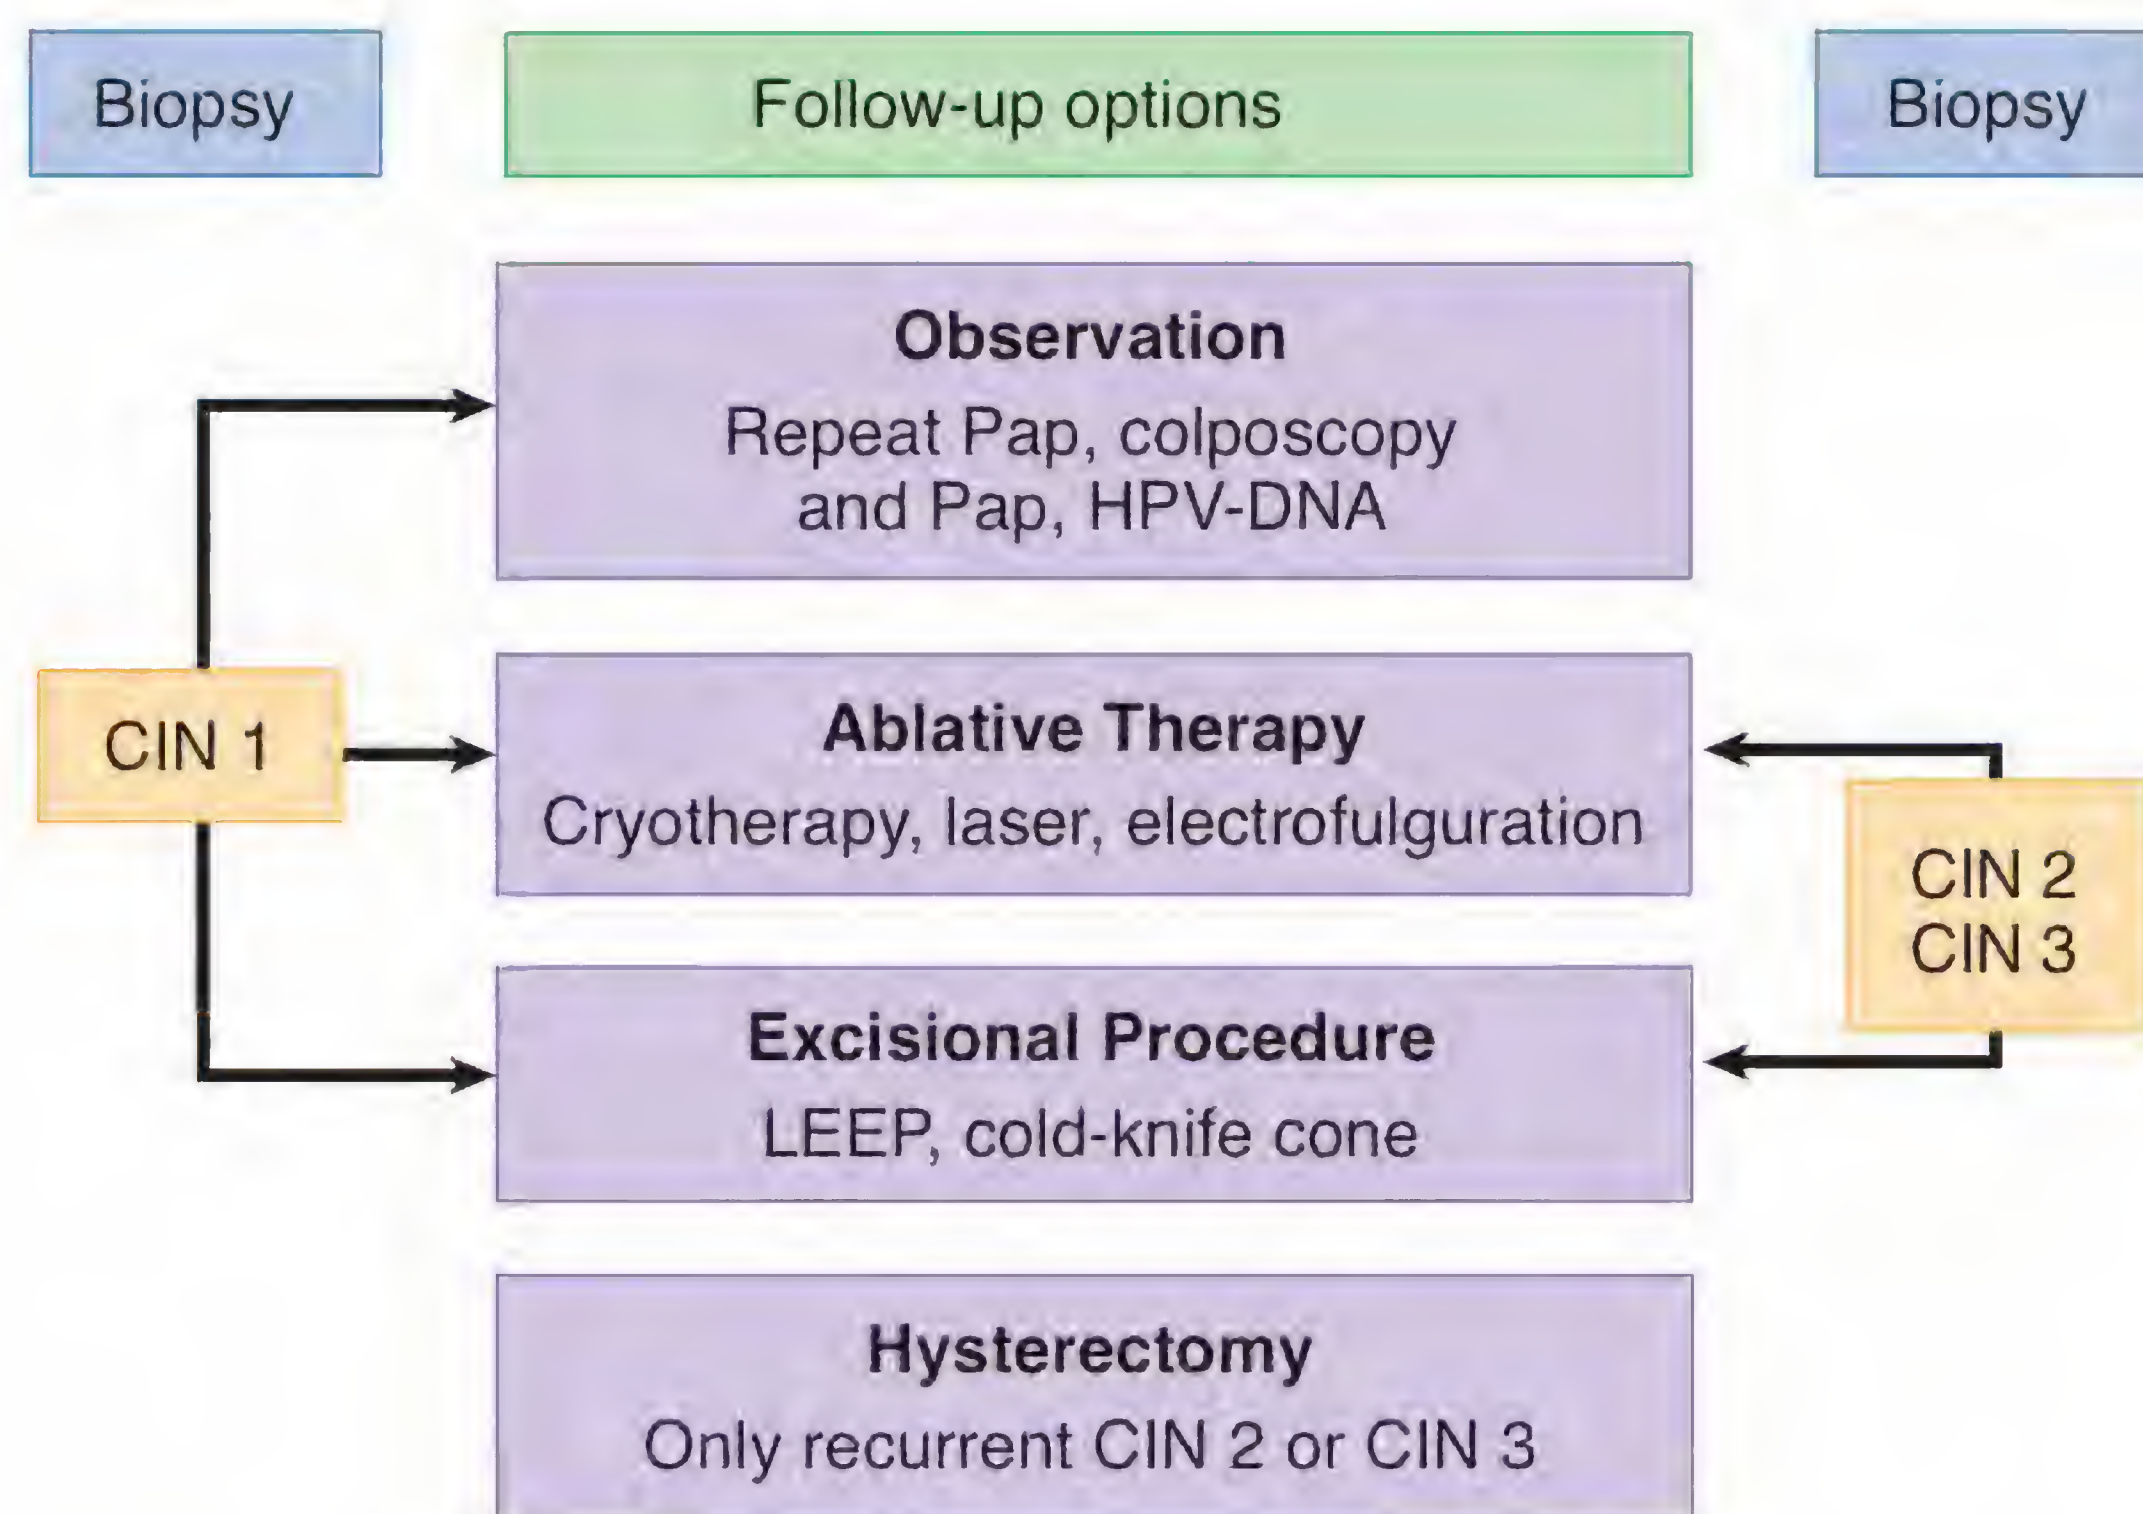 Biopsy
Follow-up options
Biopsy
Observation
Repeat Pap, colposcopy
and Pap, HPV-DNA
CIN 1
Ablative Therapy
Cryotherapy, laser, electrofulguration
CIN 2
CIN 3
Excisional Procedure
LEEP, cold-knife cone
Hysterectomy
Only recurrent CIN 2 or CIN 3